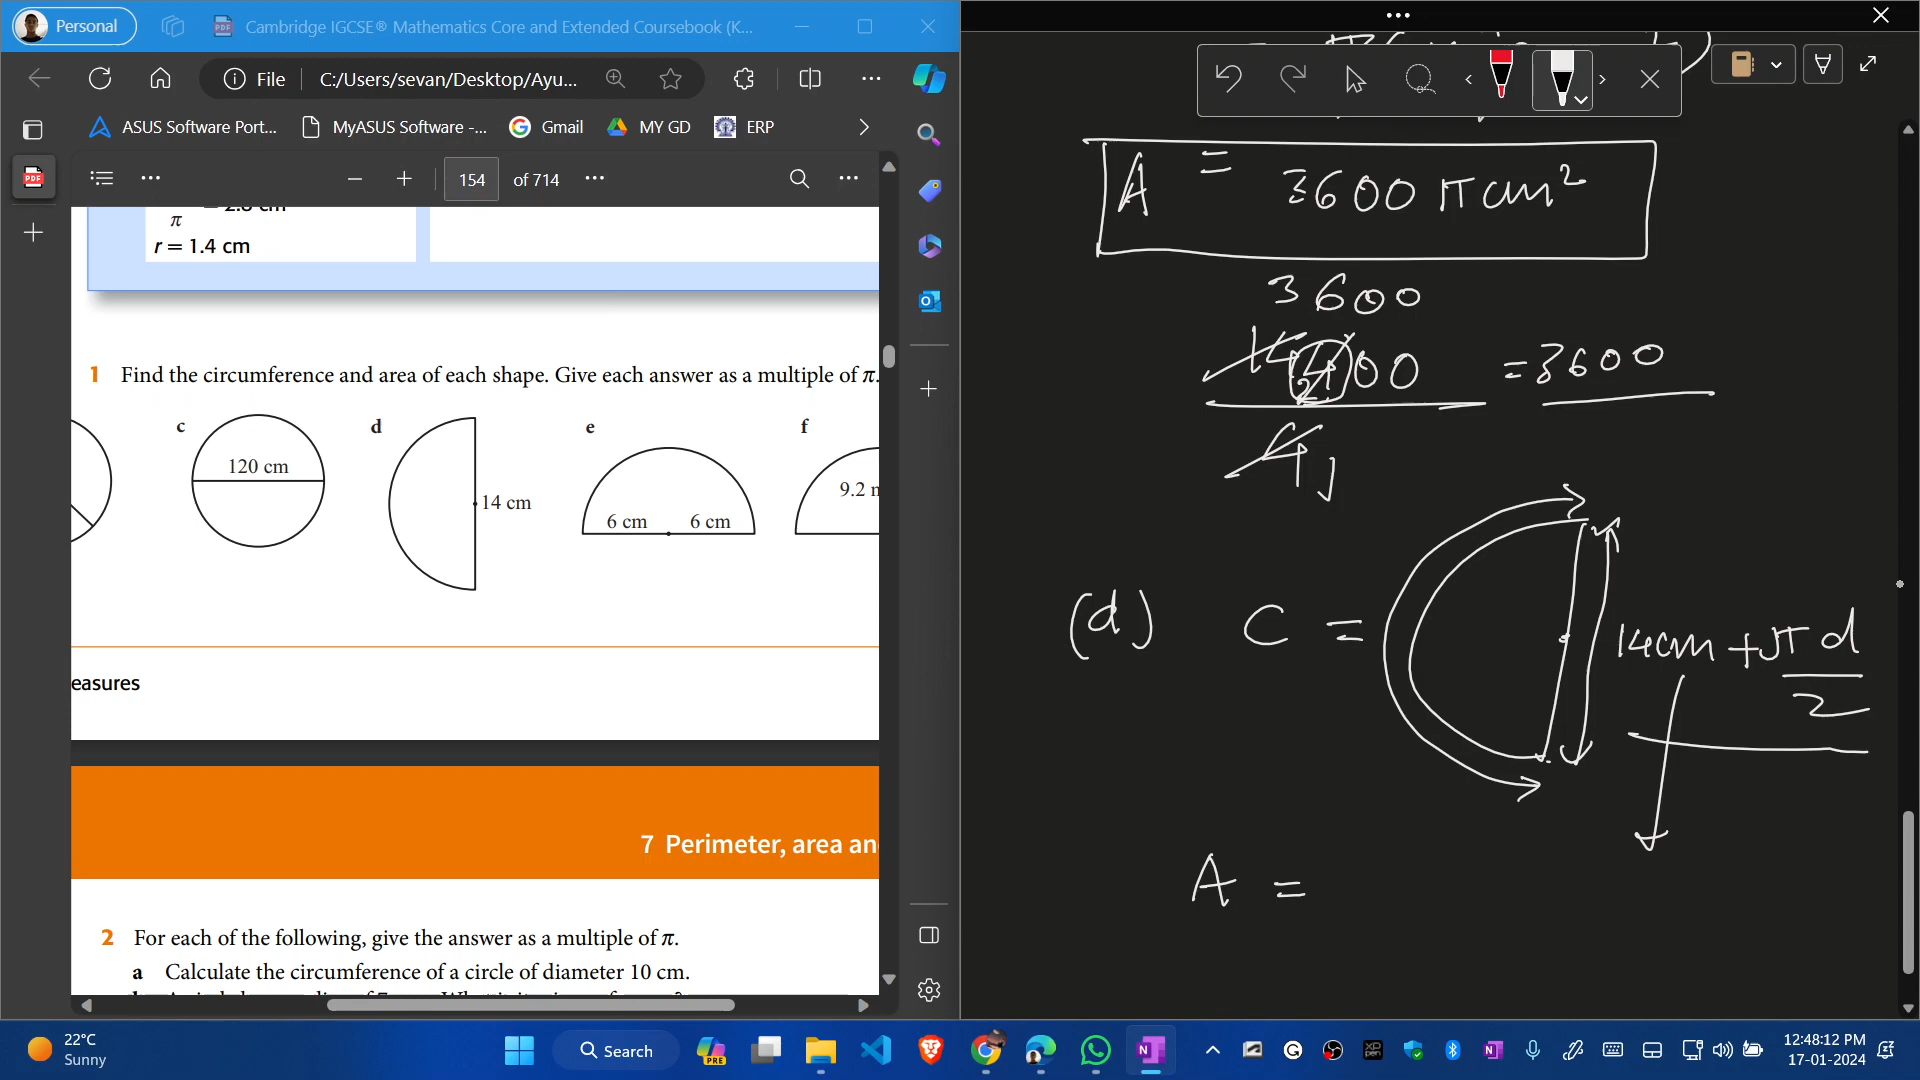 Personal
Cambridge IGCSE® Mathematics Core and Extended Coursebook (K...
File C:/Users/sevan/Desktop/Ayu...
ASUS Software Port... MyASUS Software -... Gmail MY GD ERP
154 of 714
π
r = 1.4 cm
1 Find the circumference and area of each shape. Give each answer as a multiple of π.
c d e f
120 cm
14 cm
6 cm 6 cm
easures
7 Perimeter, area an
2 For each of the following, give the answer as a multiple of π.
a Calculate the circumference of a circle of diameter 10 cm.
A = 3600 π cm²
3600
= 3600
4
(d) C = 14cm + π d
2
A =
22°C
Sunny
Search
PRE
12:48:12 PM
17-01-2024